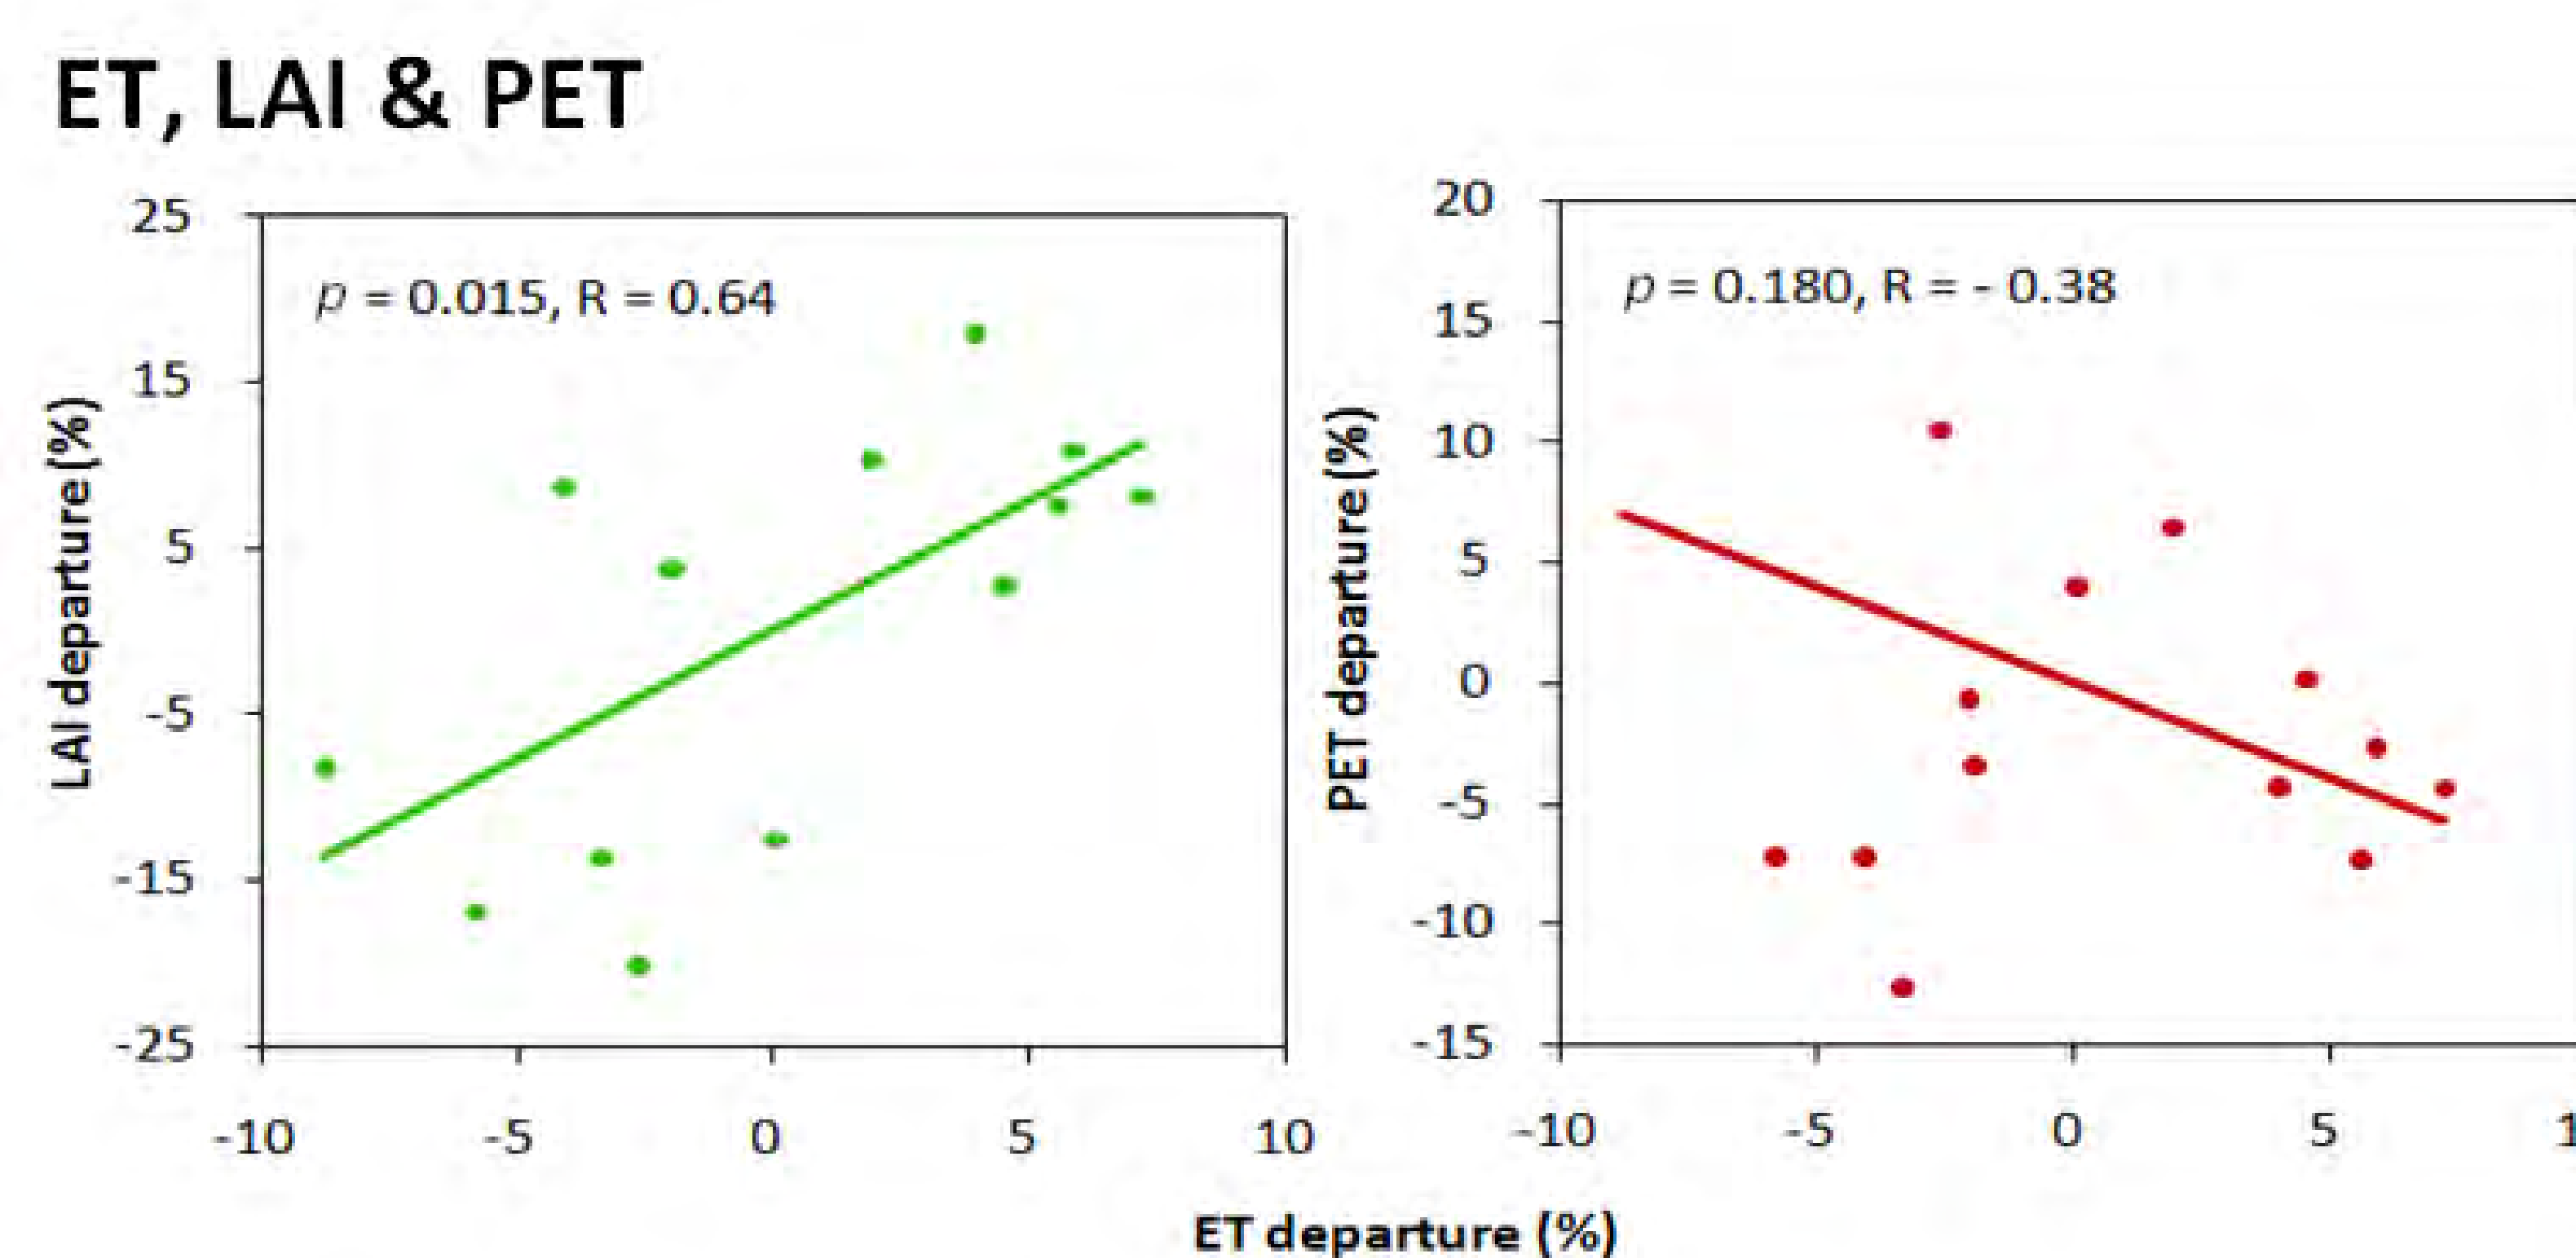 ET, LAI & PET
25
15
5
-5
-15
-25
LAI departure (%)
p = 0.015, R = 0.64
-10 -5 0 5 10
20
15
10
5
0
-5
-10
-15
PET departure (%)
p = 0.180, R = - 0.38
-10 -5 0 5
ET departure (%)